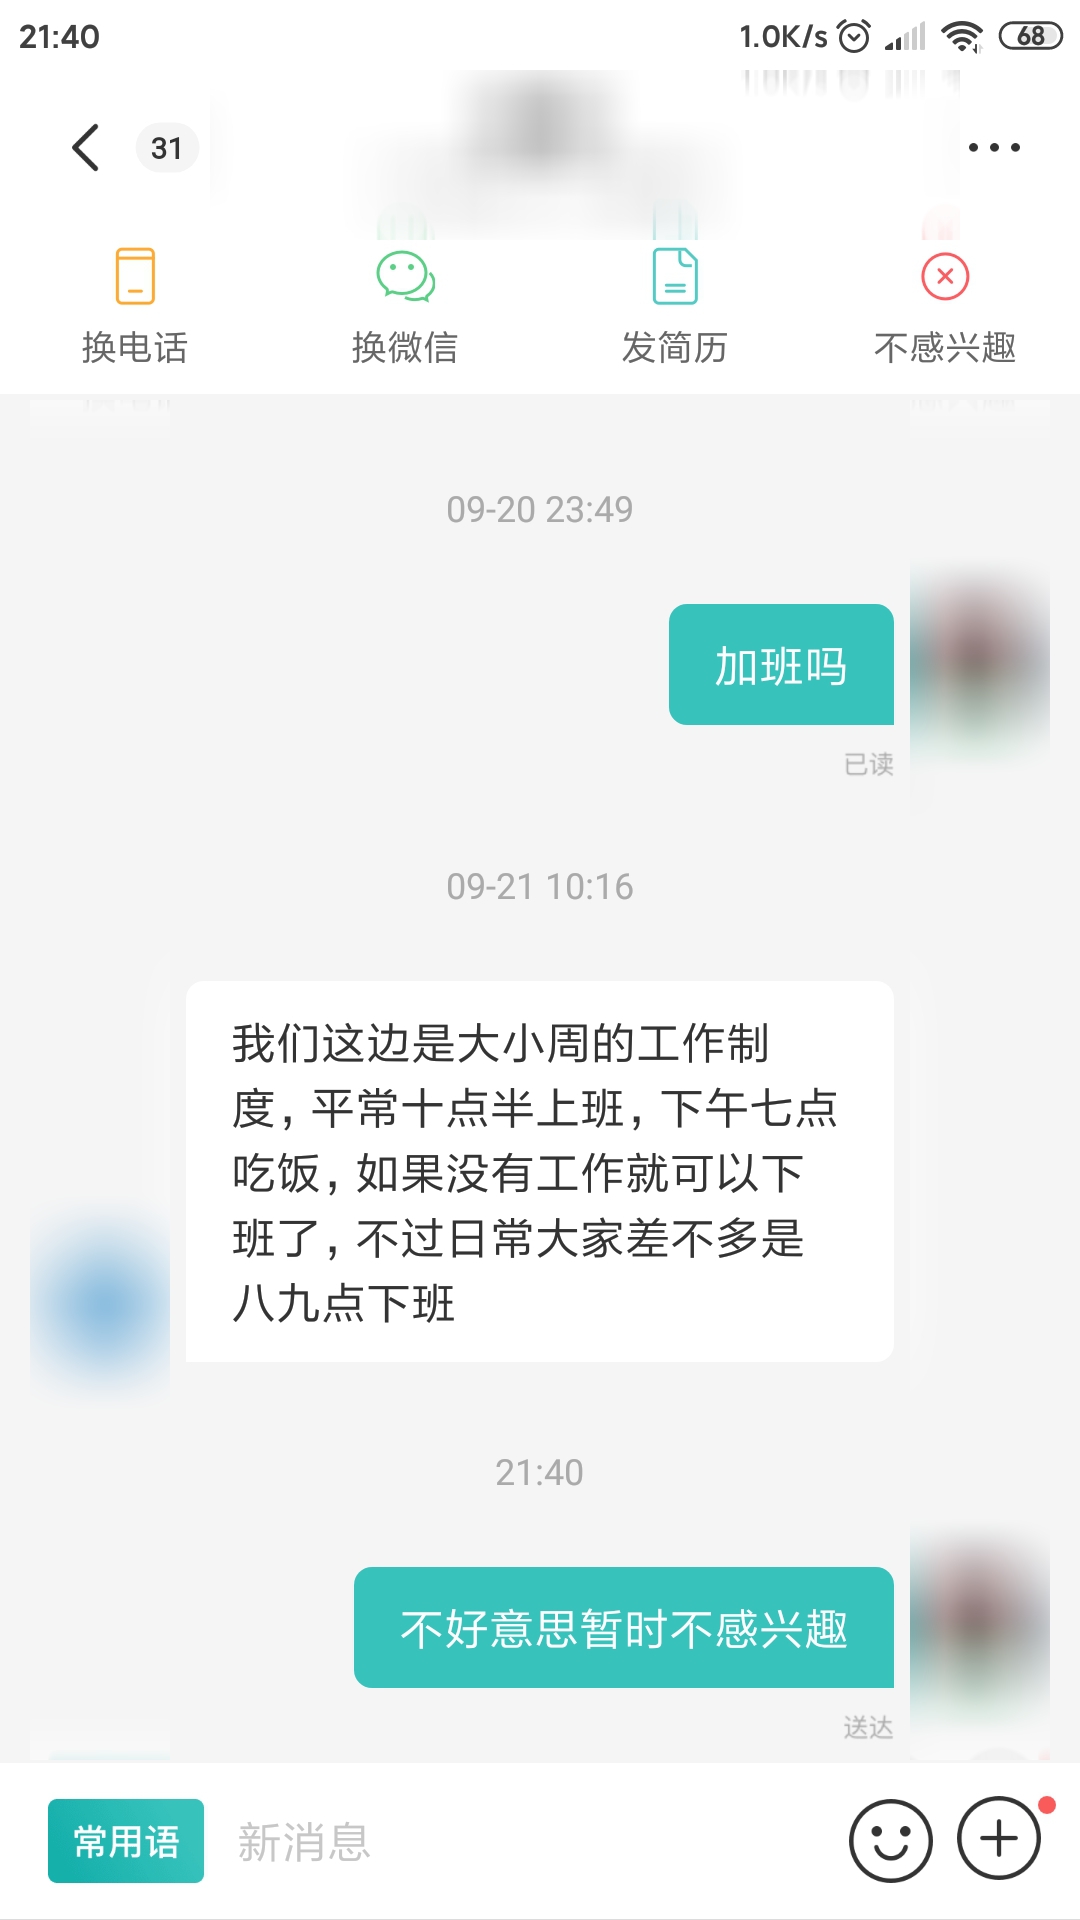 21:40
1.0K/s
68
31
换电话
换微信
发简历
不感兴趣
09-20 23:49
加班吗
已读
09-21 10:16
我们这边是大小周的工作制
度，平常十点半上班，下午七点
吃饭，如果没有工作就可以下
班了，不过日常大家差不多是
八九点下班
21:40
不好意思暂时不感兴趣
送达
常用语
新消息